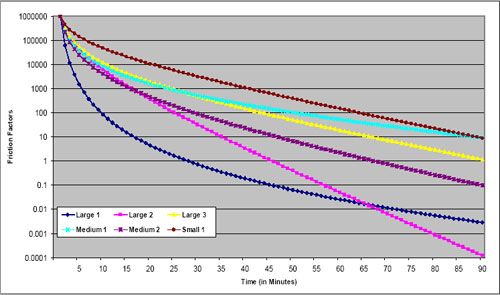 1000000
100000
10000
1000
100
10
1
0.1
0.01
0.001
0.0001
Friction Factors
Large 1 Large 2 Large 3
Medium 1 Medium 2 Small 1
5 10 15 20 25 30 35 40 45 50 55 60 65 70 75 80 85 90
Time (in Minutes)